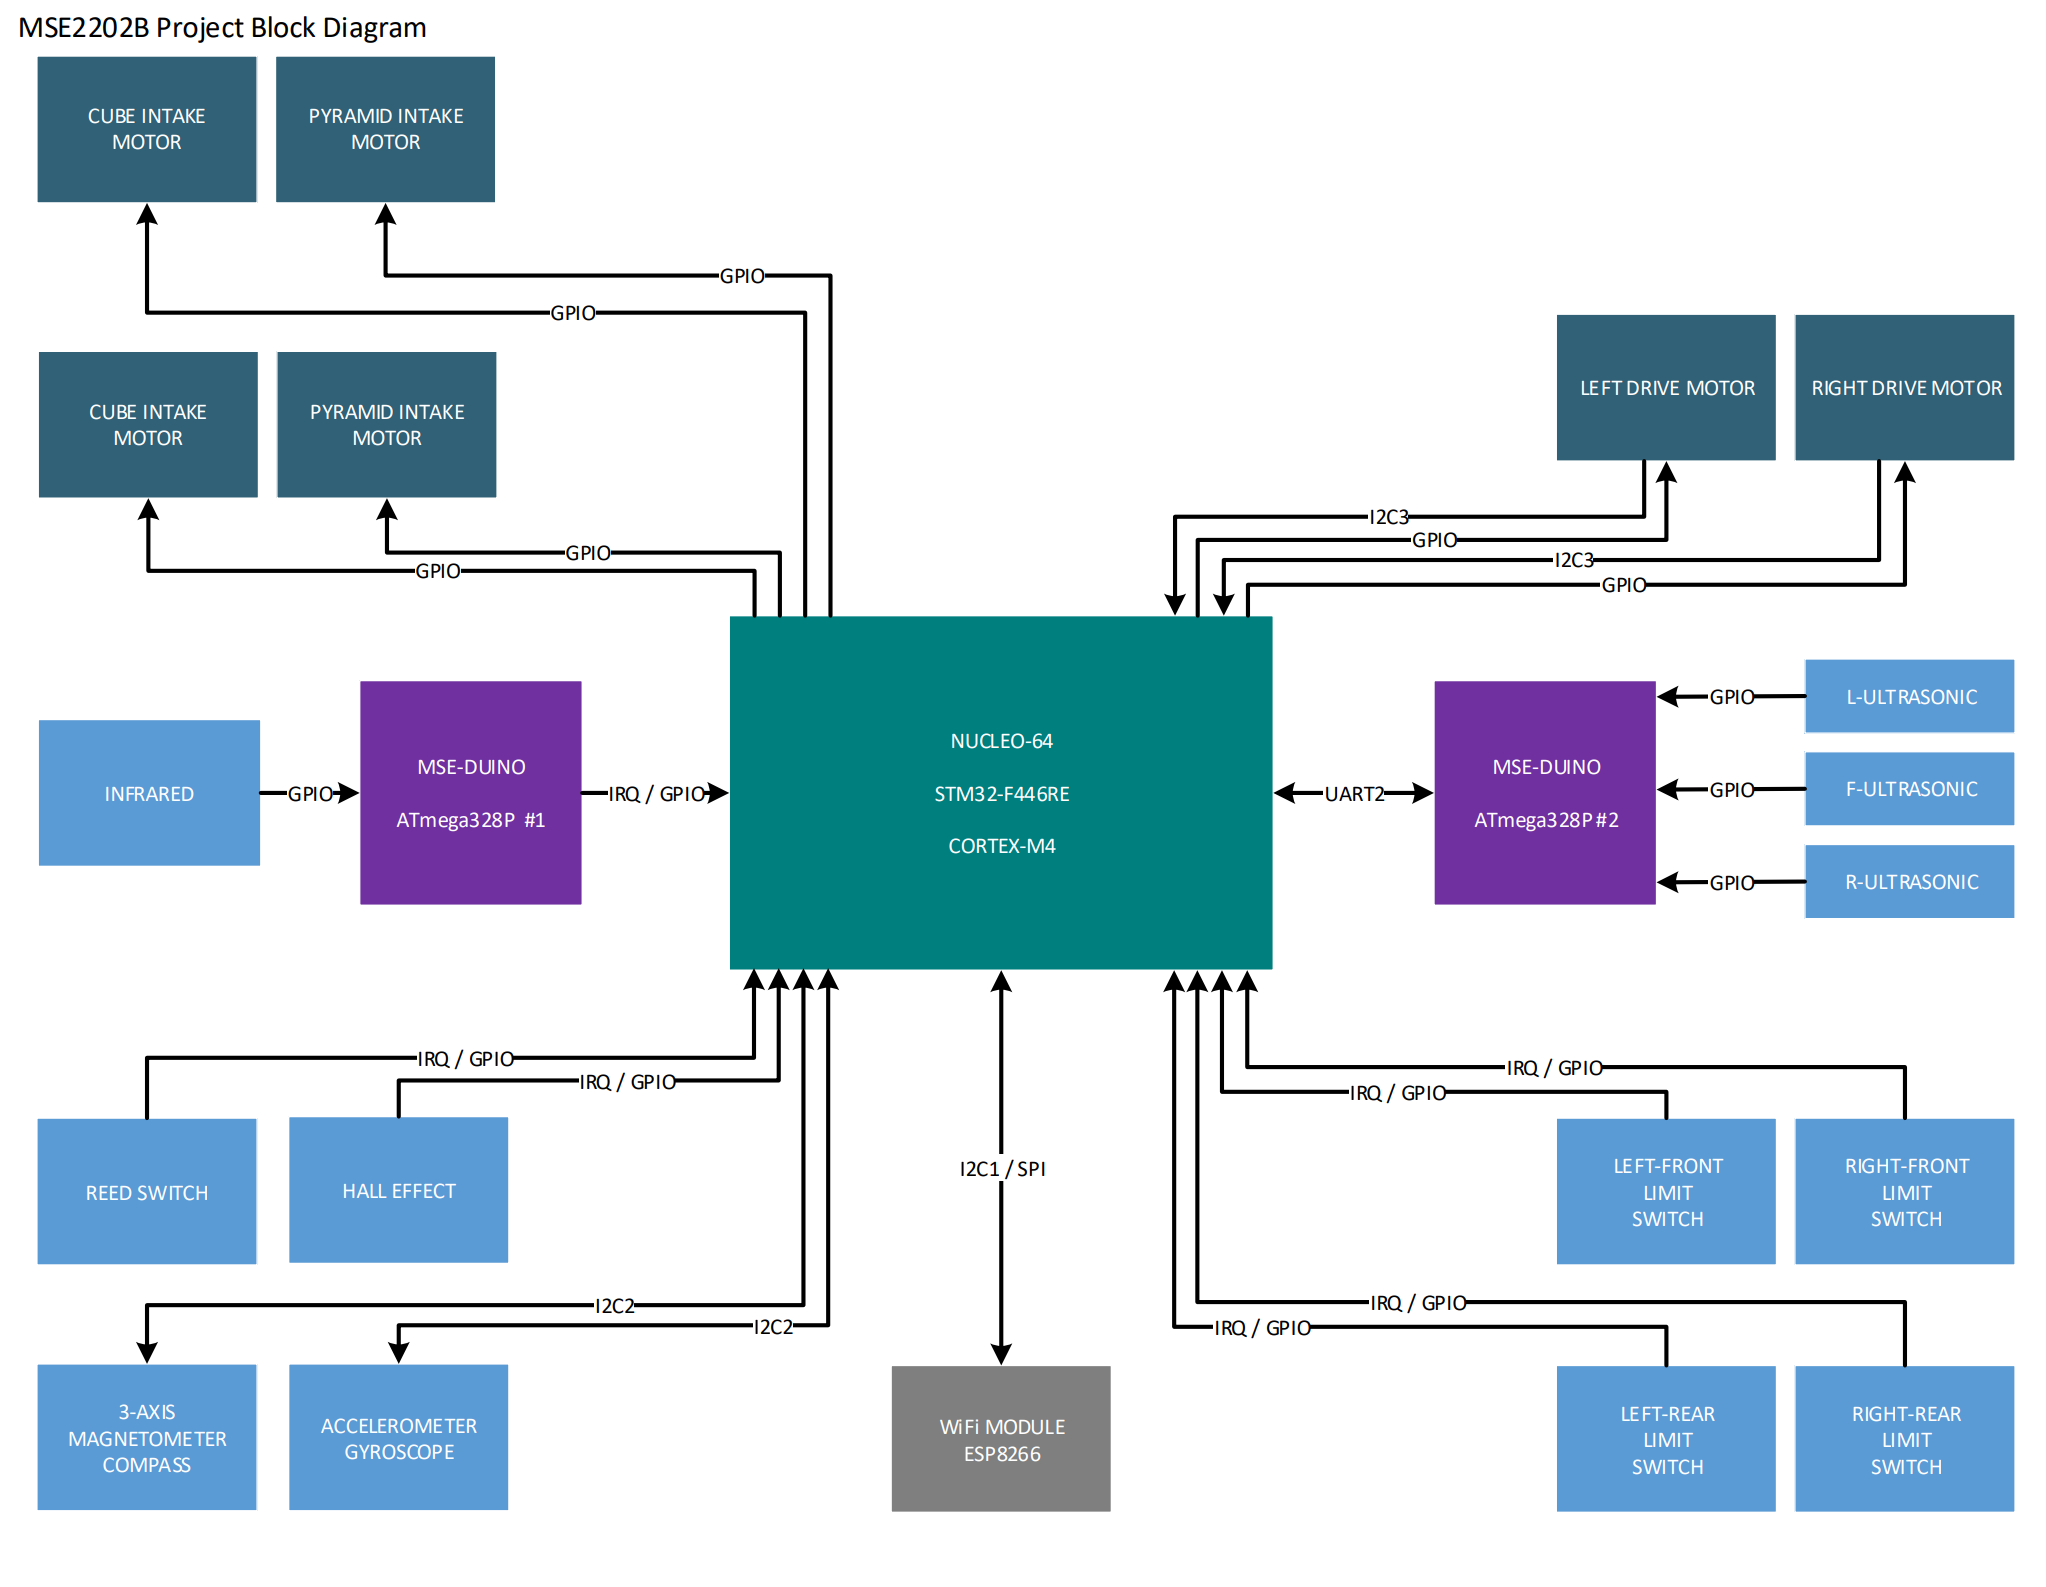 MSE2202B Project Block Diagram
CUBE INTAKE
MOTOR
PYRAMID INTAKE
MOTOR
GPIO
GPIO
CUBE INTAKE
MOTOR
PYRAMID INTAKE
MOTOR
GPIO
GPIO
LEFT DRIVE MOTOR
RIGHT DRIVE MOTOR
I2C3
GPIO
I2C3
GPIO
INFRARED
GPIO
MSE-DUINO
ATmega328P #1
IRQ / GPIO
NUCLEO-64
STM32-F446RE
CORTEX-M4
UART2
MSE-DUINO
ATmega328P #2
GPIO
L-ULTRASONIC
GPIO
F-ULTRASONIC
GPIO
R-ULTRASONIC
IRQ / GPIO
IRQ / GPIO
REED SWITCH
HALL EFFECT
I2C2
I2C2
3-AXIS
MAGNETOMETER
COMPASS
ACCELEROMETER
GYROSCOPE
I2C1 / SPI
WiFi MODULE
ESP8266
IRQ / GPIO
IRQ / GPIO
LEFT-FRONT
LIMIT
SWITCH
RIGHT-FRONT
LIMIT
SWITCH
IRQ / GPIO
IRQ / GPIO
LEFT-REAR
LIMIT
SWITCH
RIGHT-REAR
LIMIT
SWITCH